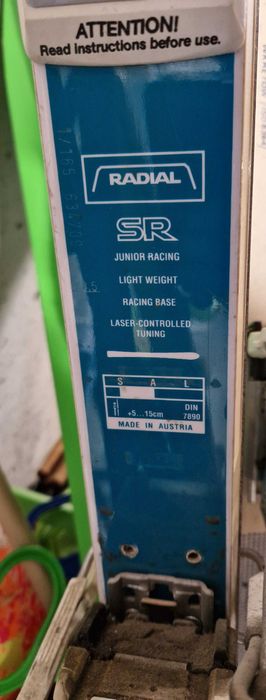 ATTENTION!
Read instructions before use.
RADIAL
SR
JUNIOR RACING
LIGHT WEIGHT
RACING BASE
LASER-CONTROLLED
TUNING
S A L
+5...15cm
DIN
7890
MADE IN AUSTRIA